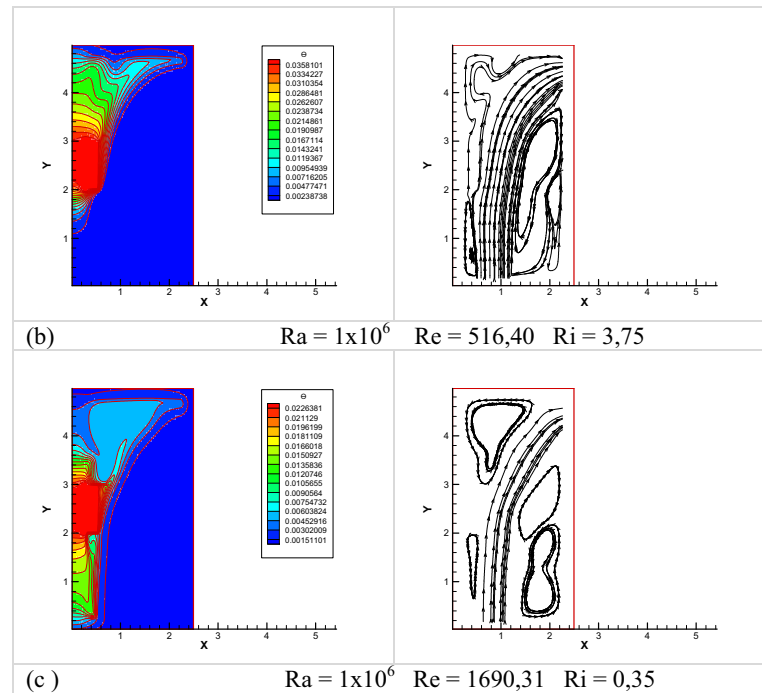 Θ
0.0358101
0.0334227
0.0310354
0.0286481
0.0262607
0.0238734
0.0214861
0.0190987
0.0167114
0.0143241
0.0119367
0.00954939
0.00716205
0.00477471
0.00238738
Y
4
3
2
1
1 2 3 4 5
X
Y
4
3
2
1
1 2 3 4 5
X
(b) Ra = 1x10⁶ Re = 516,40 Ri = 3,75
Θ
0.0226381
0.021129
0.0196199
0.0181109
0.0166018
0.0150927
0.0135836
0.0120746
0.0105655
0.0090564
0.00754732
0.00603824
0.00452916
0.00302009
0.00151101
Y
4
3
2
1
1 2 3 4 5
X
Y
4
3
2
1
1 2 3 4 5
X
(c ) Ra = 1x10⁶ Re = 1690,31 Ri = 0,35